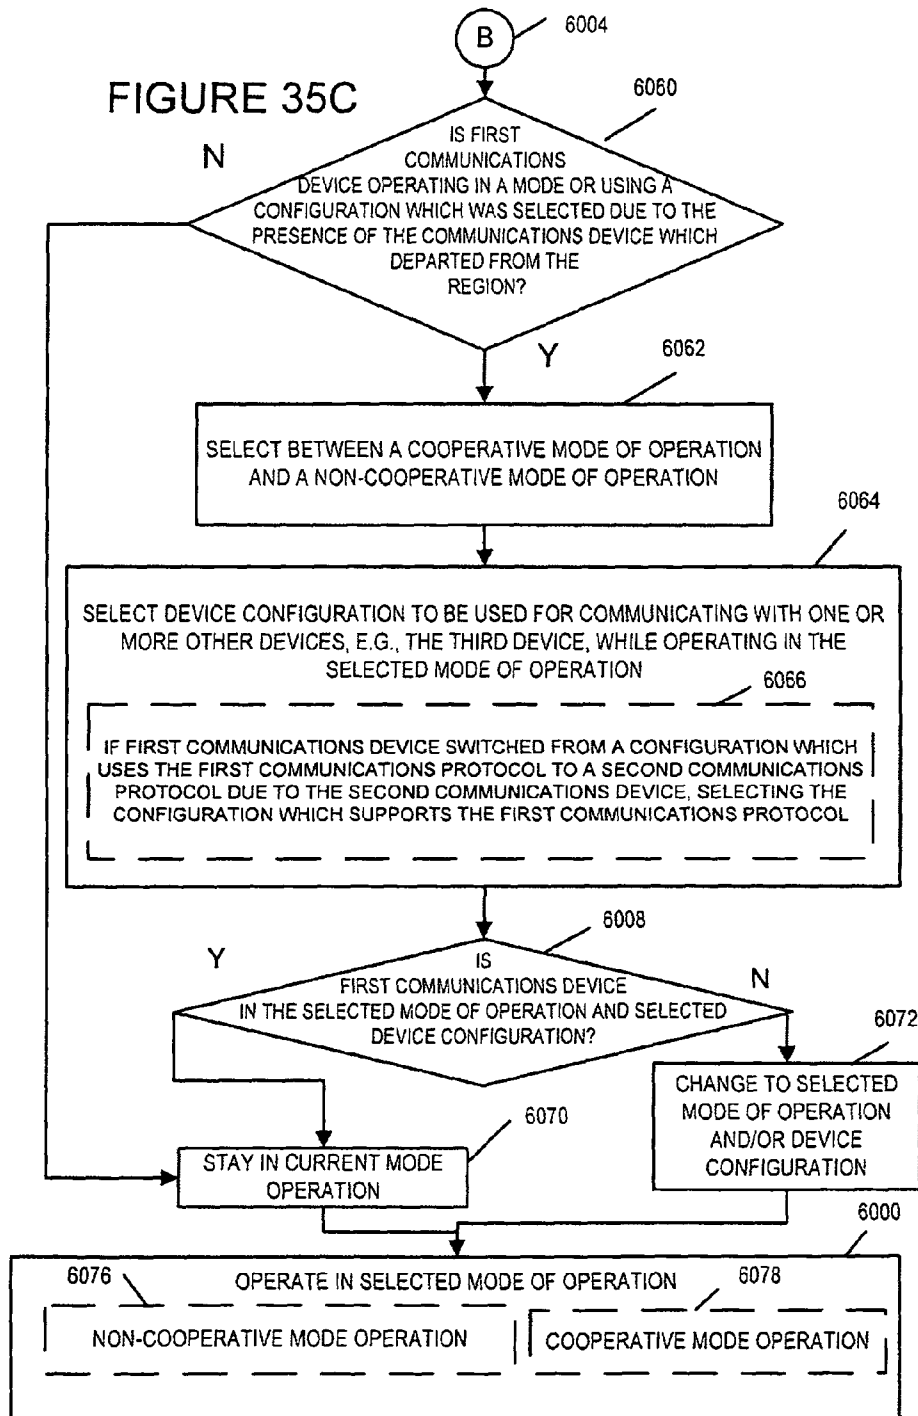 B
6004
FIGURE 35C
6060
N
IS FIRST
COMMUNICATIONS
DEVICE OPERATING IN A MODE OR USING A
CONFIGURATION WHICH WAS SELECTED DUE TO THE
PRESENCE OF THE COMMUNICATIONS DEVICE WHICH
DEPARTED FROM THE
REGION?
Y
6062
SELECT BETWEEN A COOPERATIVE MODE OF OPERATION
AND A NON-COOPERATIVE MODE OF OPERATION
6064
SELECT DEVICE CONFIGURATION TO BE USED FOR COMMUNICATING WITH ONE OR
MORE OTHER DEVICES, E.G., THE THIRD DEVICE, WHILE OPERATING IN THE
SELECTED MODE OF OPERATION
6066
IF FIRST COMMUNICATIONS DEVICE SWITCHED FROM A CONFIGURATION WHICH
USES THE FIRST COMMUNICATIONS PROTOCOL TO A SECOND COMMUNICATIONS
PROTOCOL DUE TO THE SECOND COMMUNICATIONS DEVICE, SELECTING THE
CONFIGURATION WHICH SUPPORTS THE FIRST COMMUNICATIONS PROTOCOL
6008
Y
IS
FIRST COMMUNICATIONS DEVICE
IN THE SELECTED MODE OF OPERATION AND SELECTED
DEVICE CONFIGURATION?
N
6072
CHANGE TO SELECTED
MODE OF OPERATION
AND/OR DEVICE
CONFIGURATION
6070
STAY IN CURRENT MODE
OPERATION
6000
OPERATE IN SELECTED MODE OF OPERATION
6076
NON-COOPERATIVE MODE OPERATION
6078
COOPERATIVE MODE OPERATION